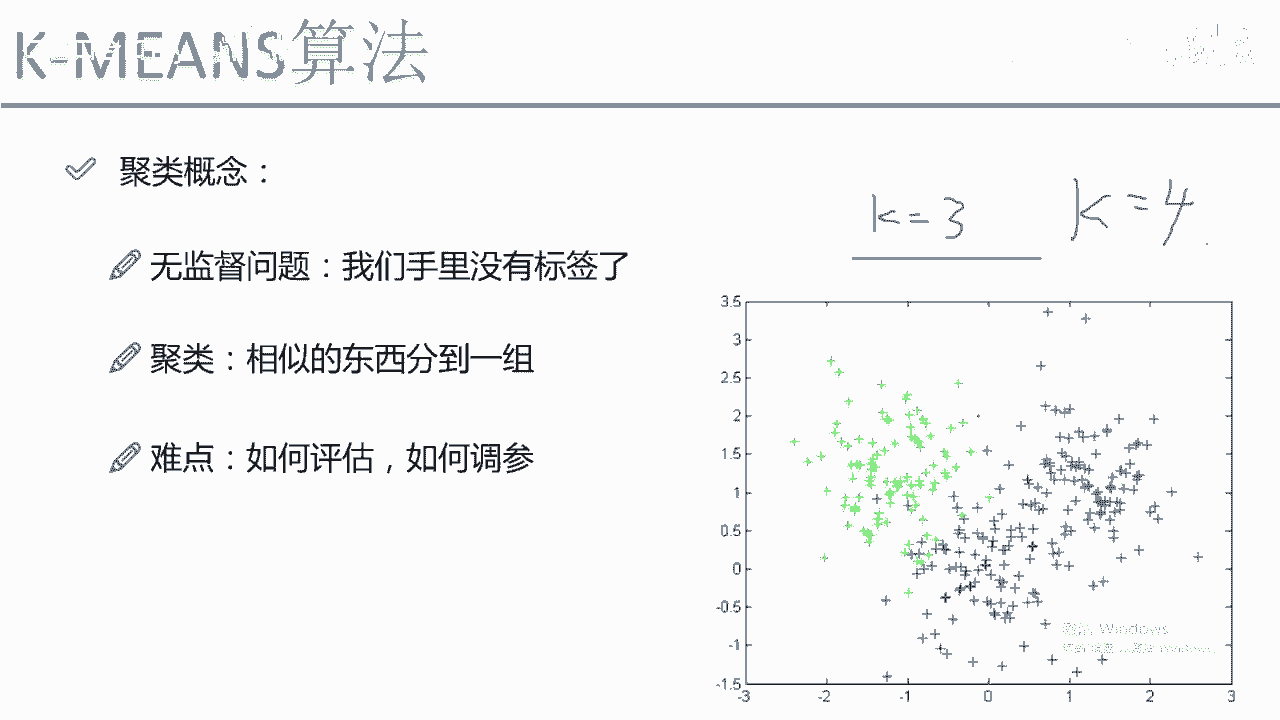 K-MEANS算法
聚类概念：
无监督问题：我们手里没有标签了
聚类：相似的东西分到一组
难点：如何评估，如何调参
k=3
K=4
3.5
3
2.5
2
1.5
1
0.5
0
-0.5
-1
-1.5
-3 -2 -1 0 1 2 3
Windows